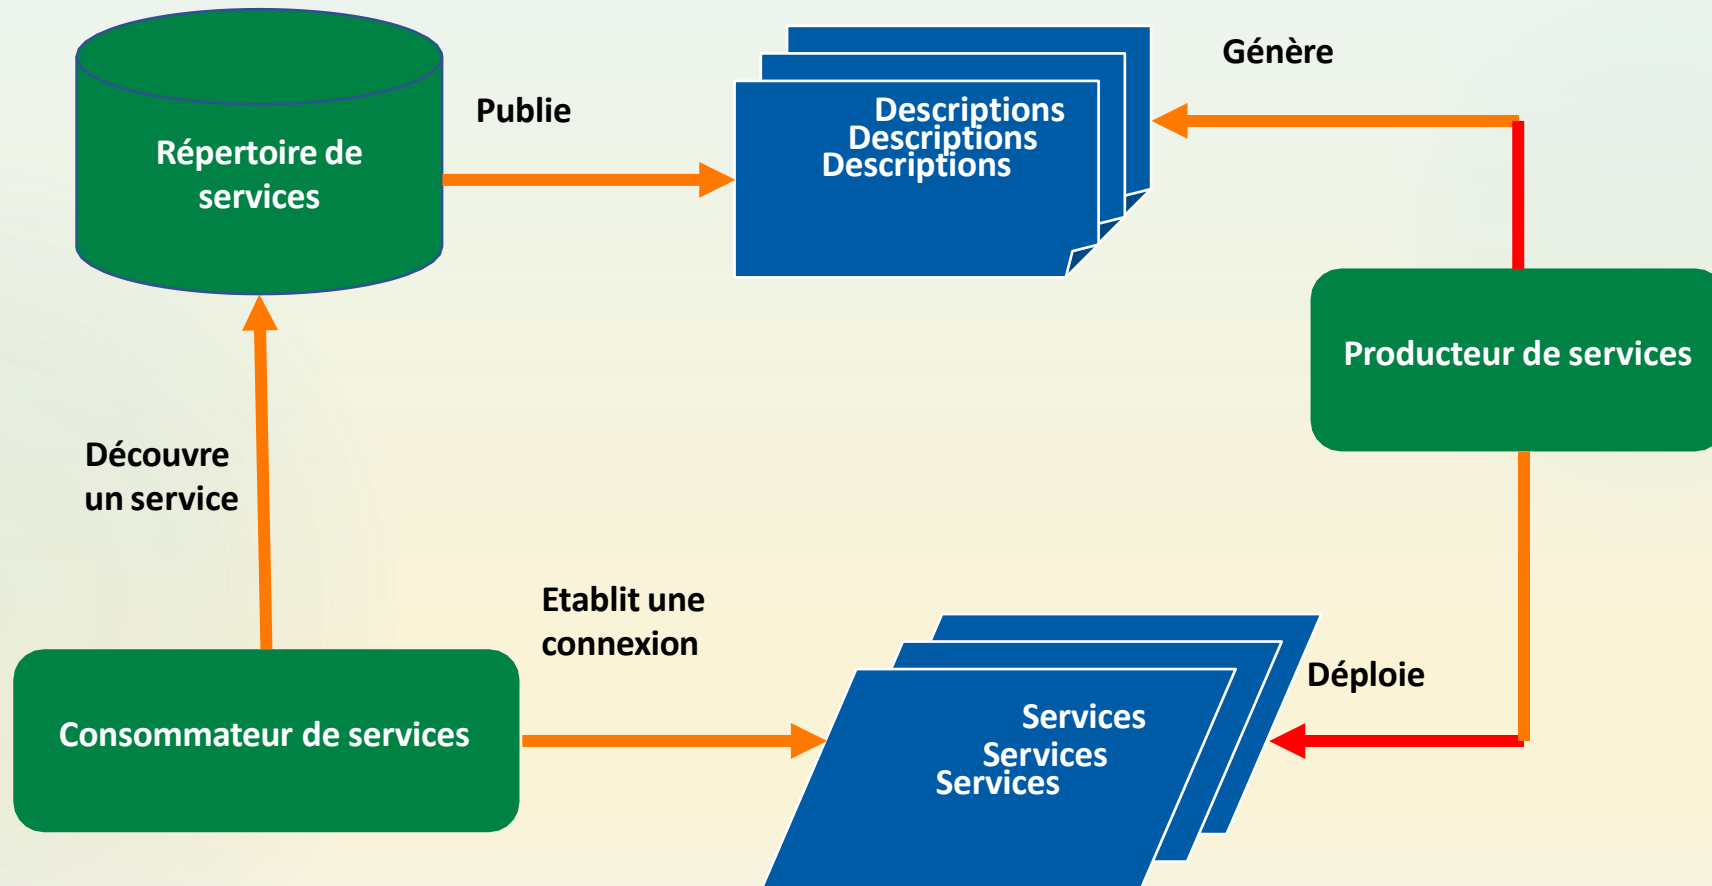 Répertoire de
services
Publie
Descriptions
Descriptions
Descriptions
Génère
Producteur de services
Découvre
un service
Etablit une
connexion
Consommateur de services
Services
Services
Services
Déploie